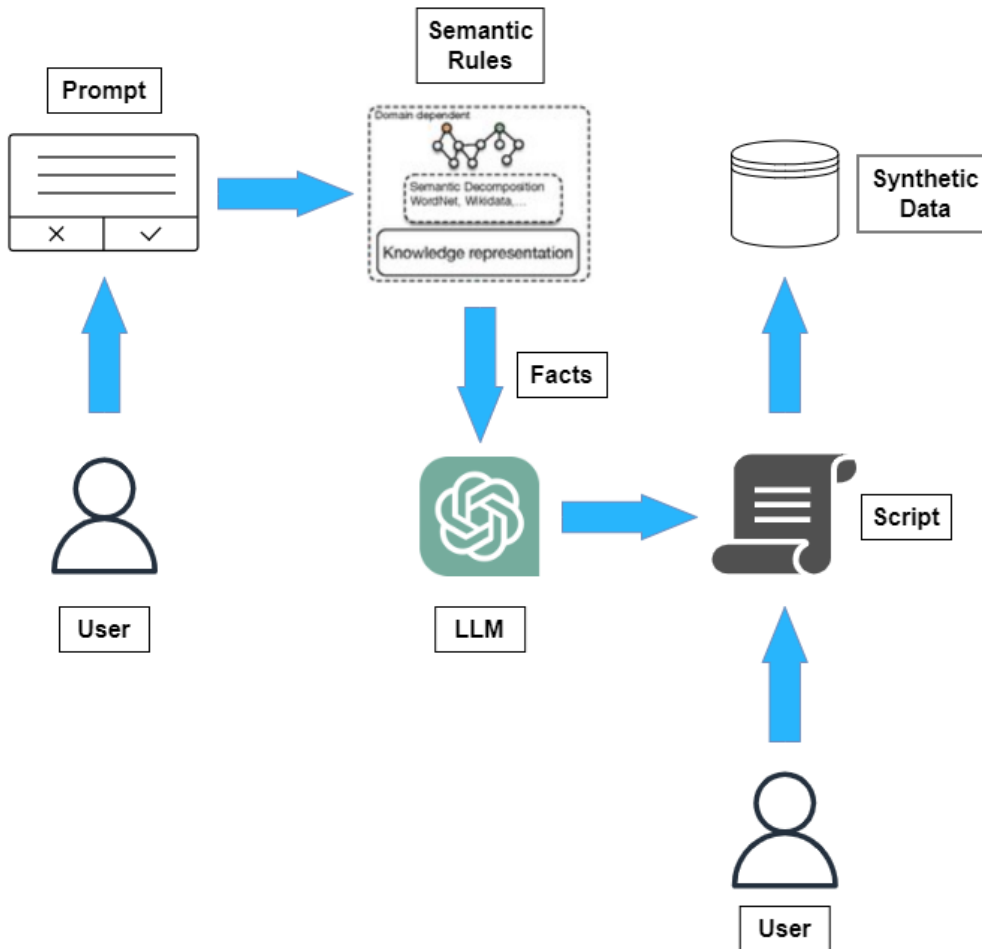 Semantic
Rules
Prompt
Domain dependent
Semantic Decomposition
WordNet, Wikidata,...
Knowledge representation
Synthetic
Data
Facts
Script
User
LLM
User